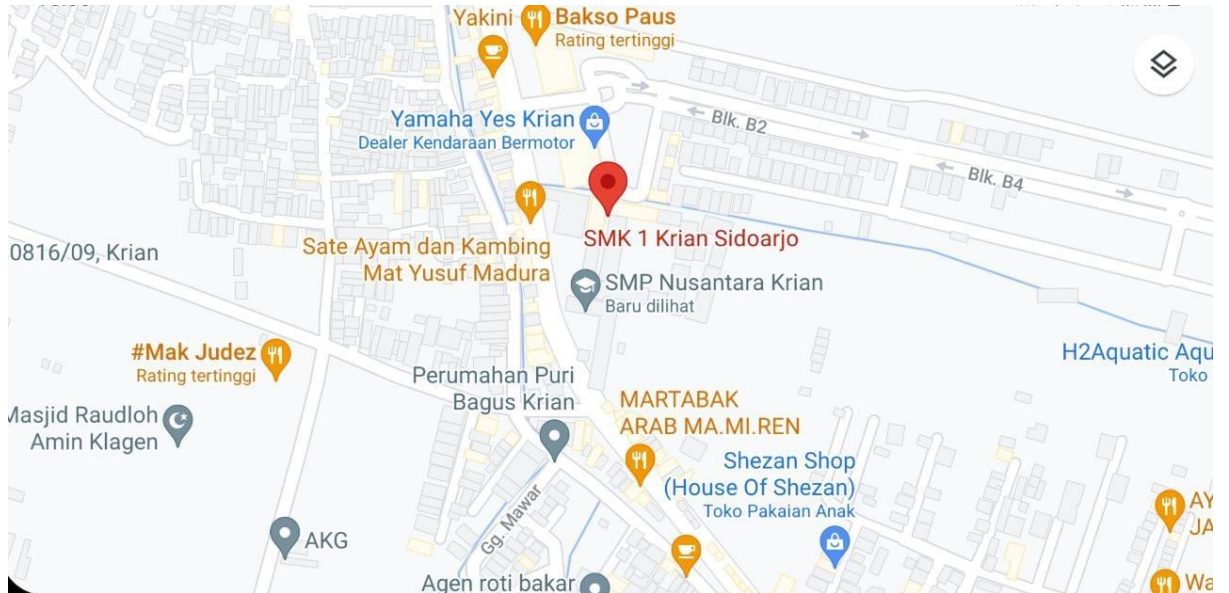 Yakini
Bakso Paus
Rating tertinggi
Yamaha Yes Krian
Dealer Kendaraan Bermotor
Blk. B2
Blk. B4
Sate Ayam dan Kambing
Mat Yusuf Madura
SMK 1 Krian Sidoarjo
0816/09, Krian
SMP Nusantara Krian
Baru dilihat
#Mak Judez
Rating tertinggi
H2Aquatic Aqu
Toko
Perumahan Puri
Bagus Krian
MARTABAK
ARAB MA.MI.REN
Masjid Raudloh
Amin Klagen
Shezan Shop
(House Of Shezan)
Toko Pakaian Anak
Gg. Mawar
AY
JA
AKG
Agen roti bakar
Wa